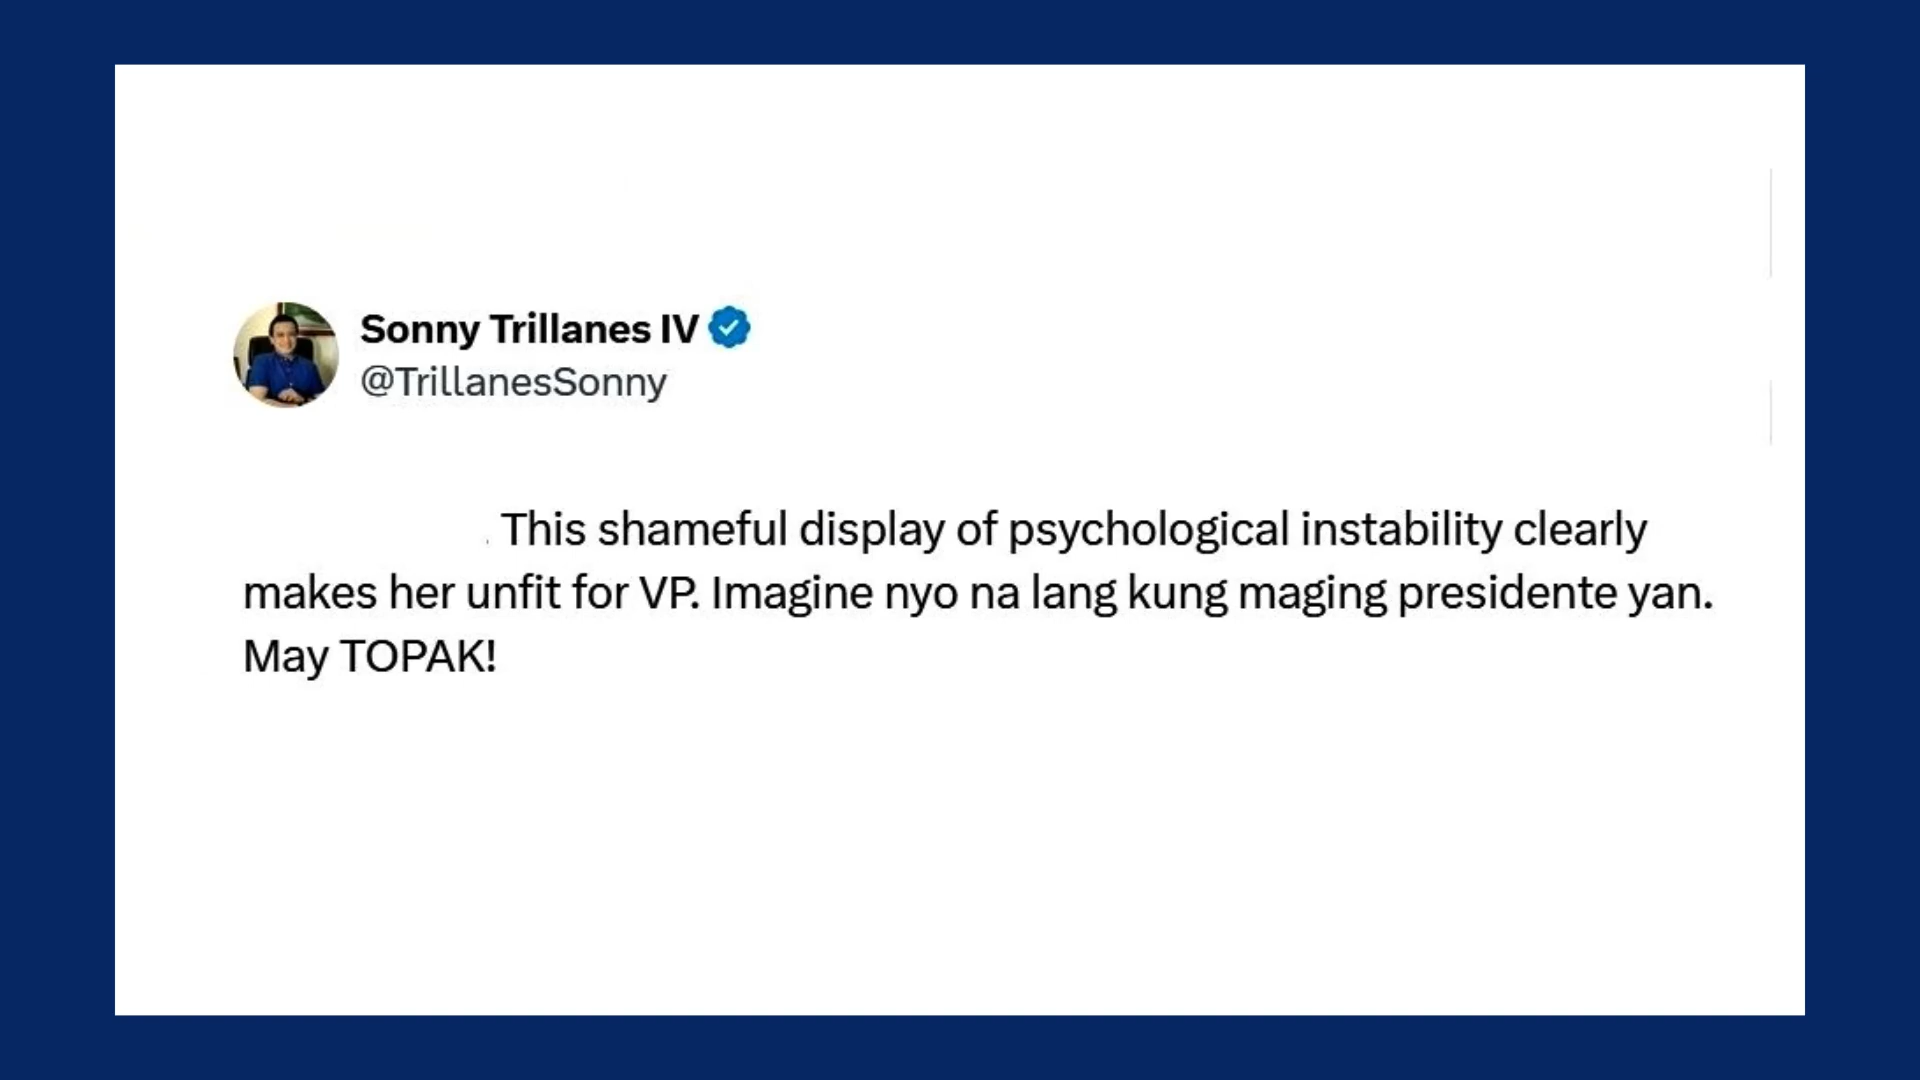 Sonny Trillanes IV
@TrillanesSonny
. This shameful display of psychological instability clearly
makes her unfit for VP. Imagine nyo na lang kung maging presidente yan.
May TOPAK!